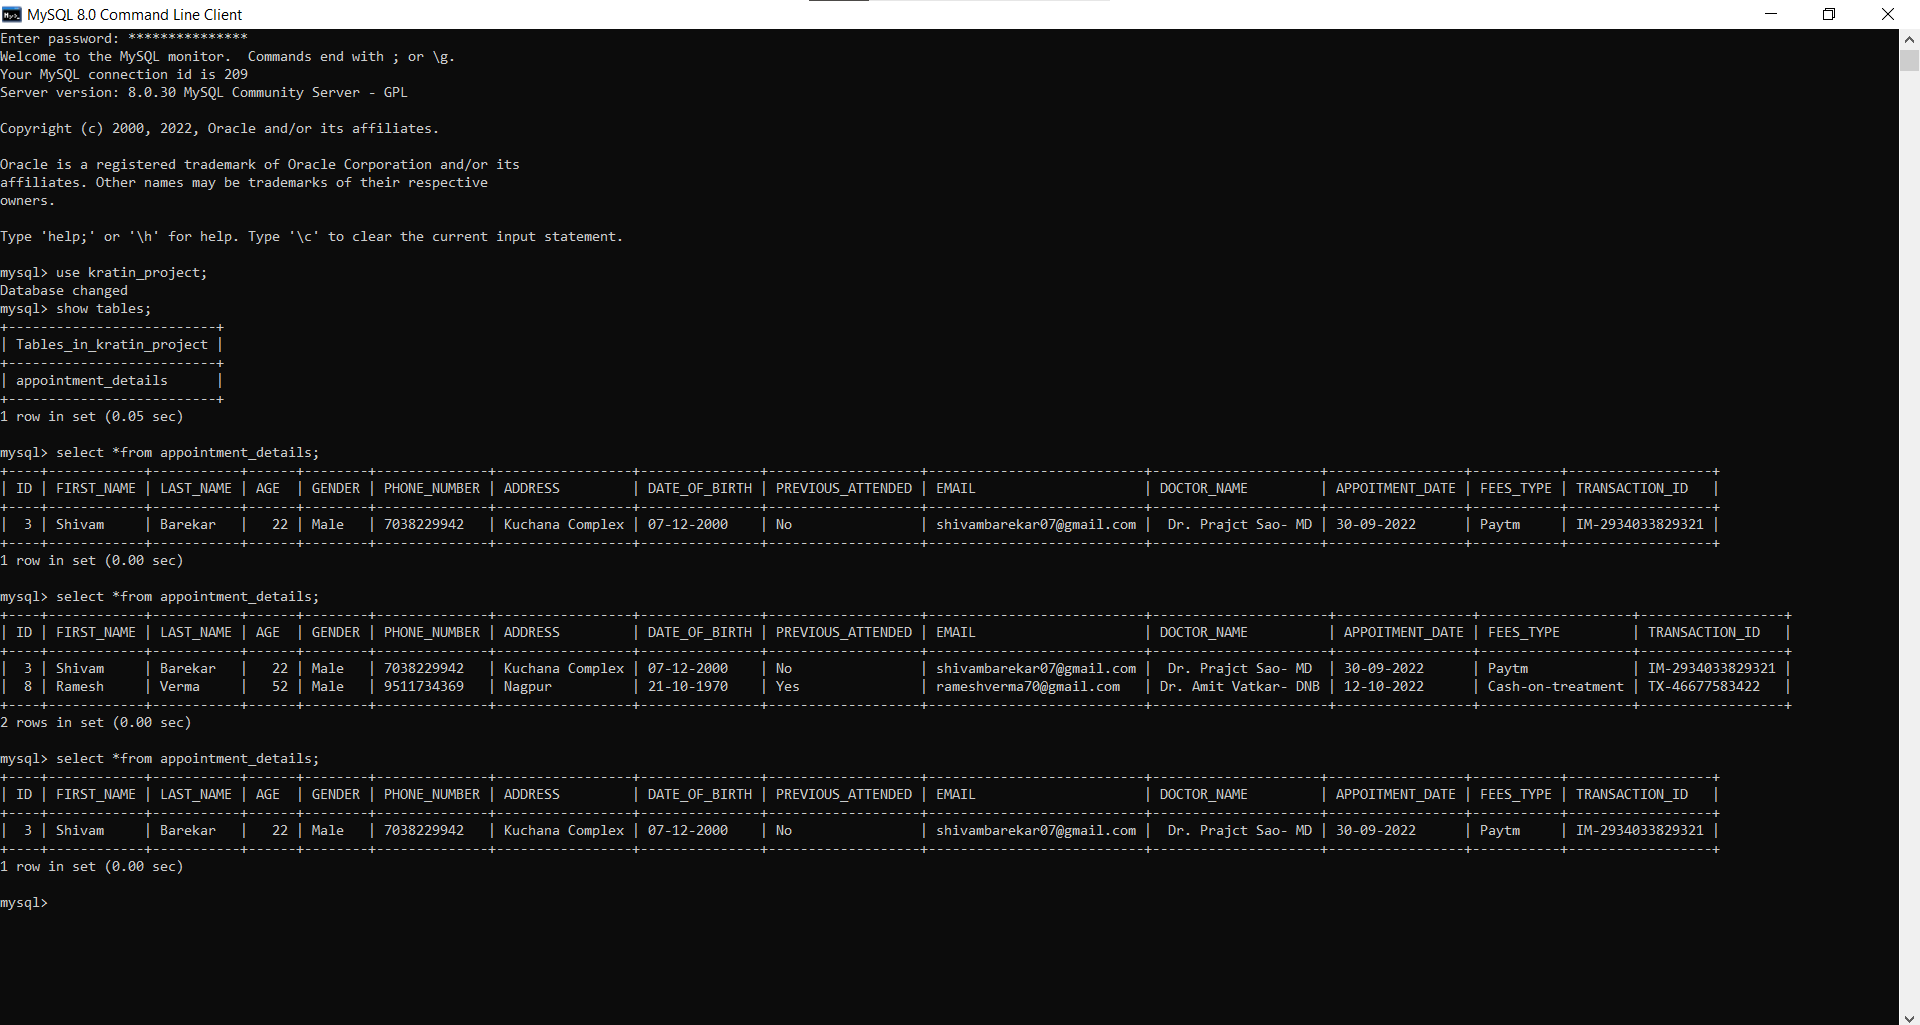 MySQL 8.0 Command Line Client
Enter password: ***************
Welcome to the MySQL monitor.  Commands end with ; or \g.
Your MySQL connection id is 209
Server version: 8.0.30 MySQL Community Server - GPL

Copyright (c) 2000, 2022, Oracle and/or its affiliates.

Oracle is a registered trademark of Oracle Corporation and/or its
affiliates. Other names may be trademarks of their respective
owners.

Type 'help;' or '\h' for help. Type '\c' to clear the current input statement.

mysql> use kratin_project;
Database changed
mysql> show tables;
+--------------------------+
| Tables_in_kratin_project |
+--------------------------+
| appointment_details      |
+--------------------------+
1 row in set (0.05 sec)

mysql> select *from appointment_details;
+----+------------+-----------+------+--------+--------------+----------------+---------------+-------------------+---------------------------+---------------------+----------------+-----------+------------------+
| ID | FIRST_NAME | LAST_NAME | AGE  | GENDER | PHONE_NUMBER | ADDRESS         | DATE_OF_BIRTH | PREVIOUS_ATTENDED | EMAIL                     | DOCTOR_NAME         | APPOITMENT_DATE | FEES_TYPE | TRANSACTION_ID   |
+----+------------+-----------+------+--------+--------------+----------------+---------------+-------------------+---------------------------+---------------------+----------------+-----------+------------------+
|  3 | Shivam     | Barekar   |   22 | Male   | 7038229942   | Kuchana Complex | 07-12-2000    | No                | shivambarekar07@gmail.com |  Dr. Prajct Sao- MD | 30-09-2022      | Paytm     | IM-2934033829321 |
+----+------------+-----------+------+--------+--------------+----------------+---------------+-------------------+---------------------------+---------------------+----------------+-----------+------------------+
1 row in set (0.00 sec)

mysql> select *from appointment_details;
+----+------------+-----------+------+--------+--------------+----------------+---------------+-------------------+---------------------------+----------------------+----------------+-------------------+------------------+
| ID | FIRST_NAME | LAST_NAME | AGE  | GENDER | PHONE_NUMBER | ADDRESS         | DATE_OF_BIRTH | PREVIOUS_ATTENDED | EMAIL                     | DOCTOR_NAME          | APPOITMENT_DATE | FEES_TYPE         | TRANSACTION_ID   |
+----+------------+-----------+------+--------+--------------+----------------+---------------+-------------------+---------------------------+----------------------+----------------+-------------------+------------------+
|  3 | Shivam     | Barekar   |   22 | Male   | 7038229942   | Kuchana Complex | 07-12-2000    | No                | shivambarekar07@gmail.com |  Dr. Prajct Sao- MD  | 30-09-2022      | Paytm             | IM-2934033829321 |
|  8 | Ramesh     | Verma     |   52 | Male   | 9511734369   | Nagpur          | 21-10-1970    | Yes               | rameshverma70@gmail.com   | Dr. Amit Vatkar- DNB | 12-10-2022      | Cash-on-treatment | TX-46677583422   |
+----+------------+-----------+------+--------+--------------+----------------+---------------+-------------------+---------------------------+----------------------+----------------+-------------------+------------------+
2 rows in set (0.00 sec)

mysql> select *from appointment_details;
+----+------------+-----------+------+--------+--------------+----------------+---------------+-------------------+---------------------------+---------------------+----------------+-----------+------------------+
| ID | FIRST_NAME | LAST_NAME | AGE  | GENDER | PHONE_NUMBER | ADDRESS         | DATE_OF_BIRTH | PREVIOUS_ATTENDED | EMAIL                     | DOCTOR_NAME         | APPOITMENT_DATE | FEES_TYPE | TRANSACTION_ID   |
+----+------------+-----------+------+--------+--------------+----------------+---------------+-------------------+---------------------------+---------------------+----------------+-----------+------------------+
|  3 | Shivam     | Barekar   |   22 | Male   | 7038229942   | Kuchana Complex | 07-12-2000    | No                | shivambarekar07@gmail.com |  Dr. Prajct Sao- MD | 30-09-2022      | Paytm     | IM-2934033829321 |
+----+------------+-----------+------+--------+--------------+----------------+---------------+-------------------+---------------------------+---------------------+----------------+-----------+------------------+
1 row in set (0.00 sec)

mysql>